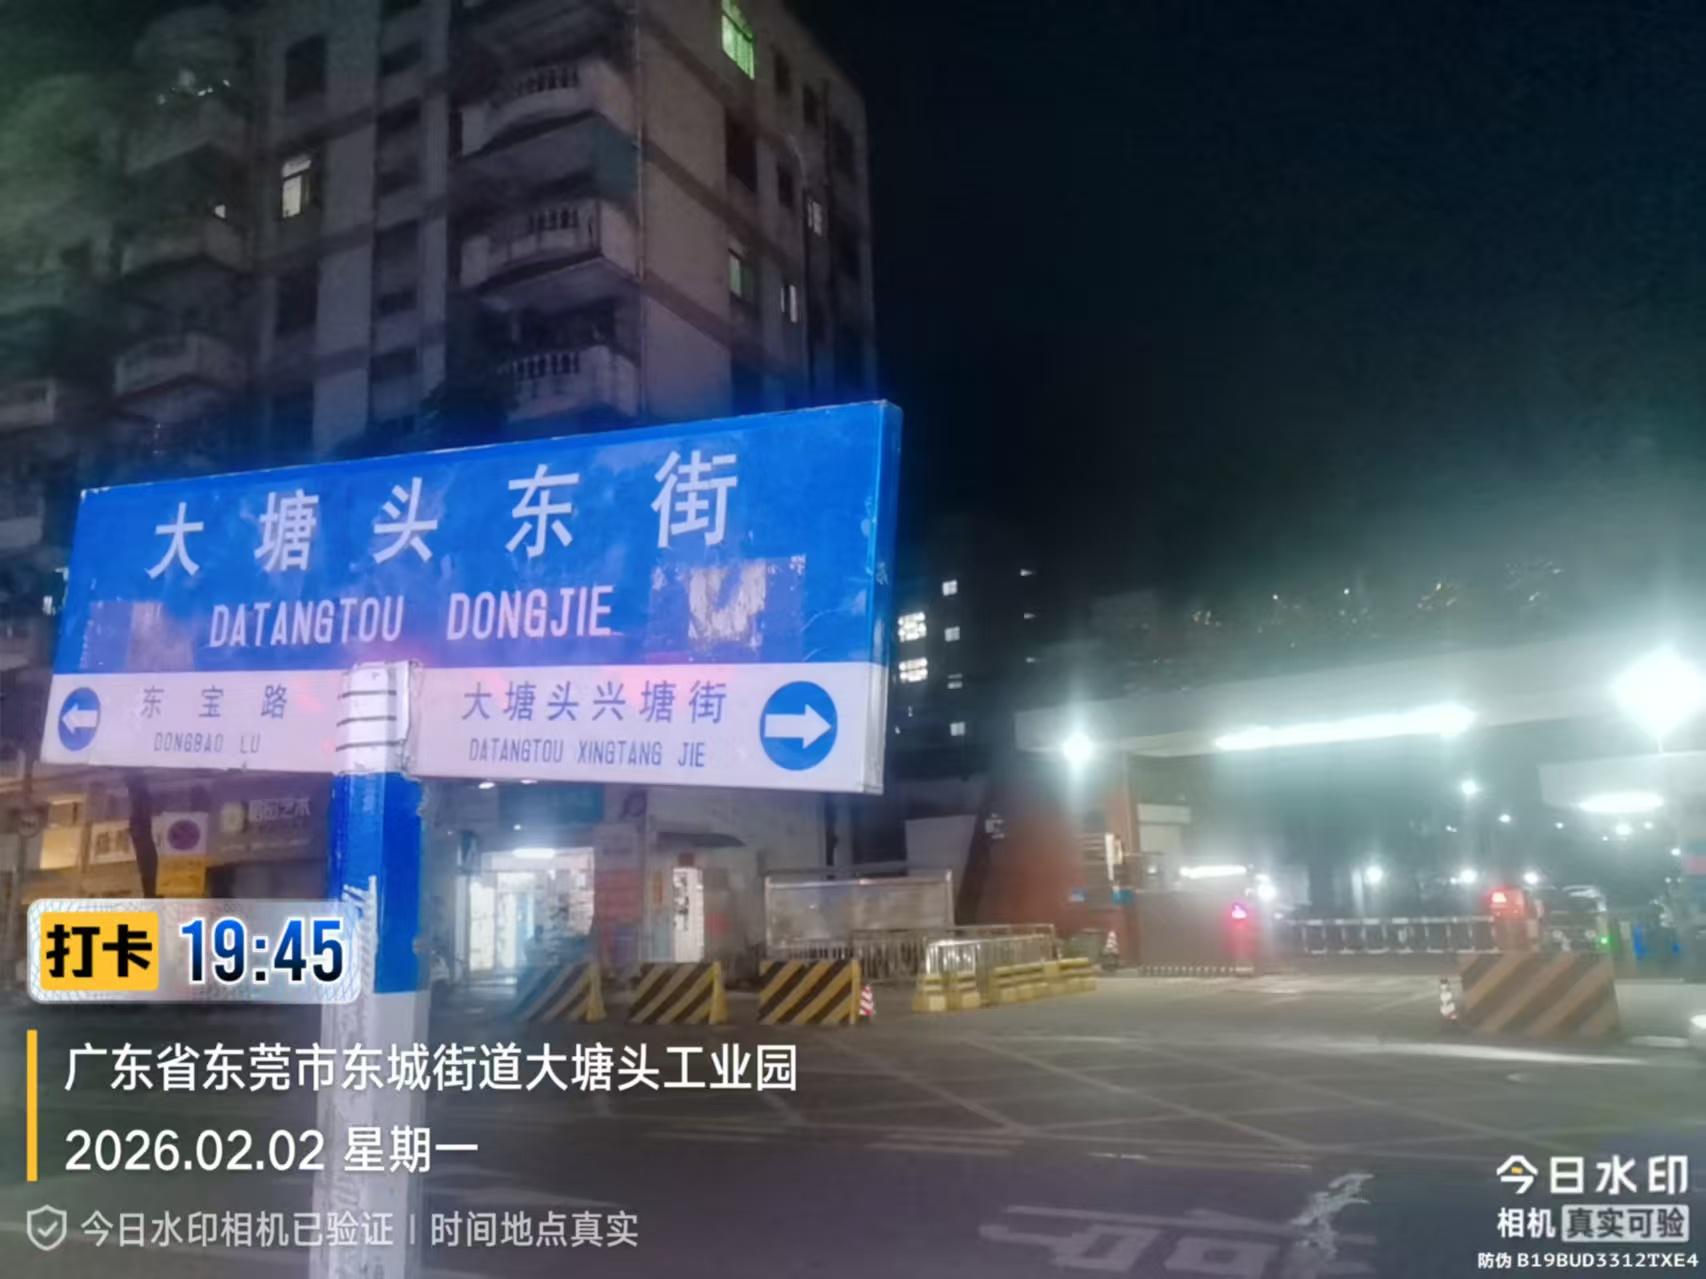 大塘头东街
DATANGTOU DONGJIE
东宝路
DONGBAO LU
大塘头兴塘街
DATANGTOU XINGTANG JIE
打卡 19:45
广东省东莞市东城街道大塘头工业园
2026.02.02 星期一
今日水印相机已验证 | 时间地点真实
今日水印
相机 真实可验
防伪 B19BUD3312TXE4